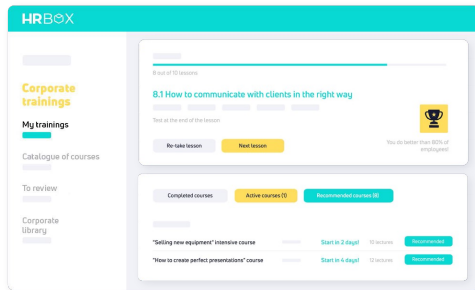 HRBOX
Corporate
trainings
My trainings
Catalogue of courses
To review
Corporate
library
8 out of 10 lessons
8.1 How to communicate with clients in the right way
Test at the end of the lesson
Re-take lesson
Next lesson
You do better than 80% of
employees!
Completed courses
Active courses (1)
Recommended courses (8)
"Selling new equipment" intensive course
Start in 2 days!
10 lectures
Recommended
"How to create perfect presentations" course
Start in 4 days!
12 lectures
Recommended